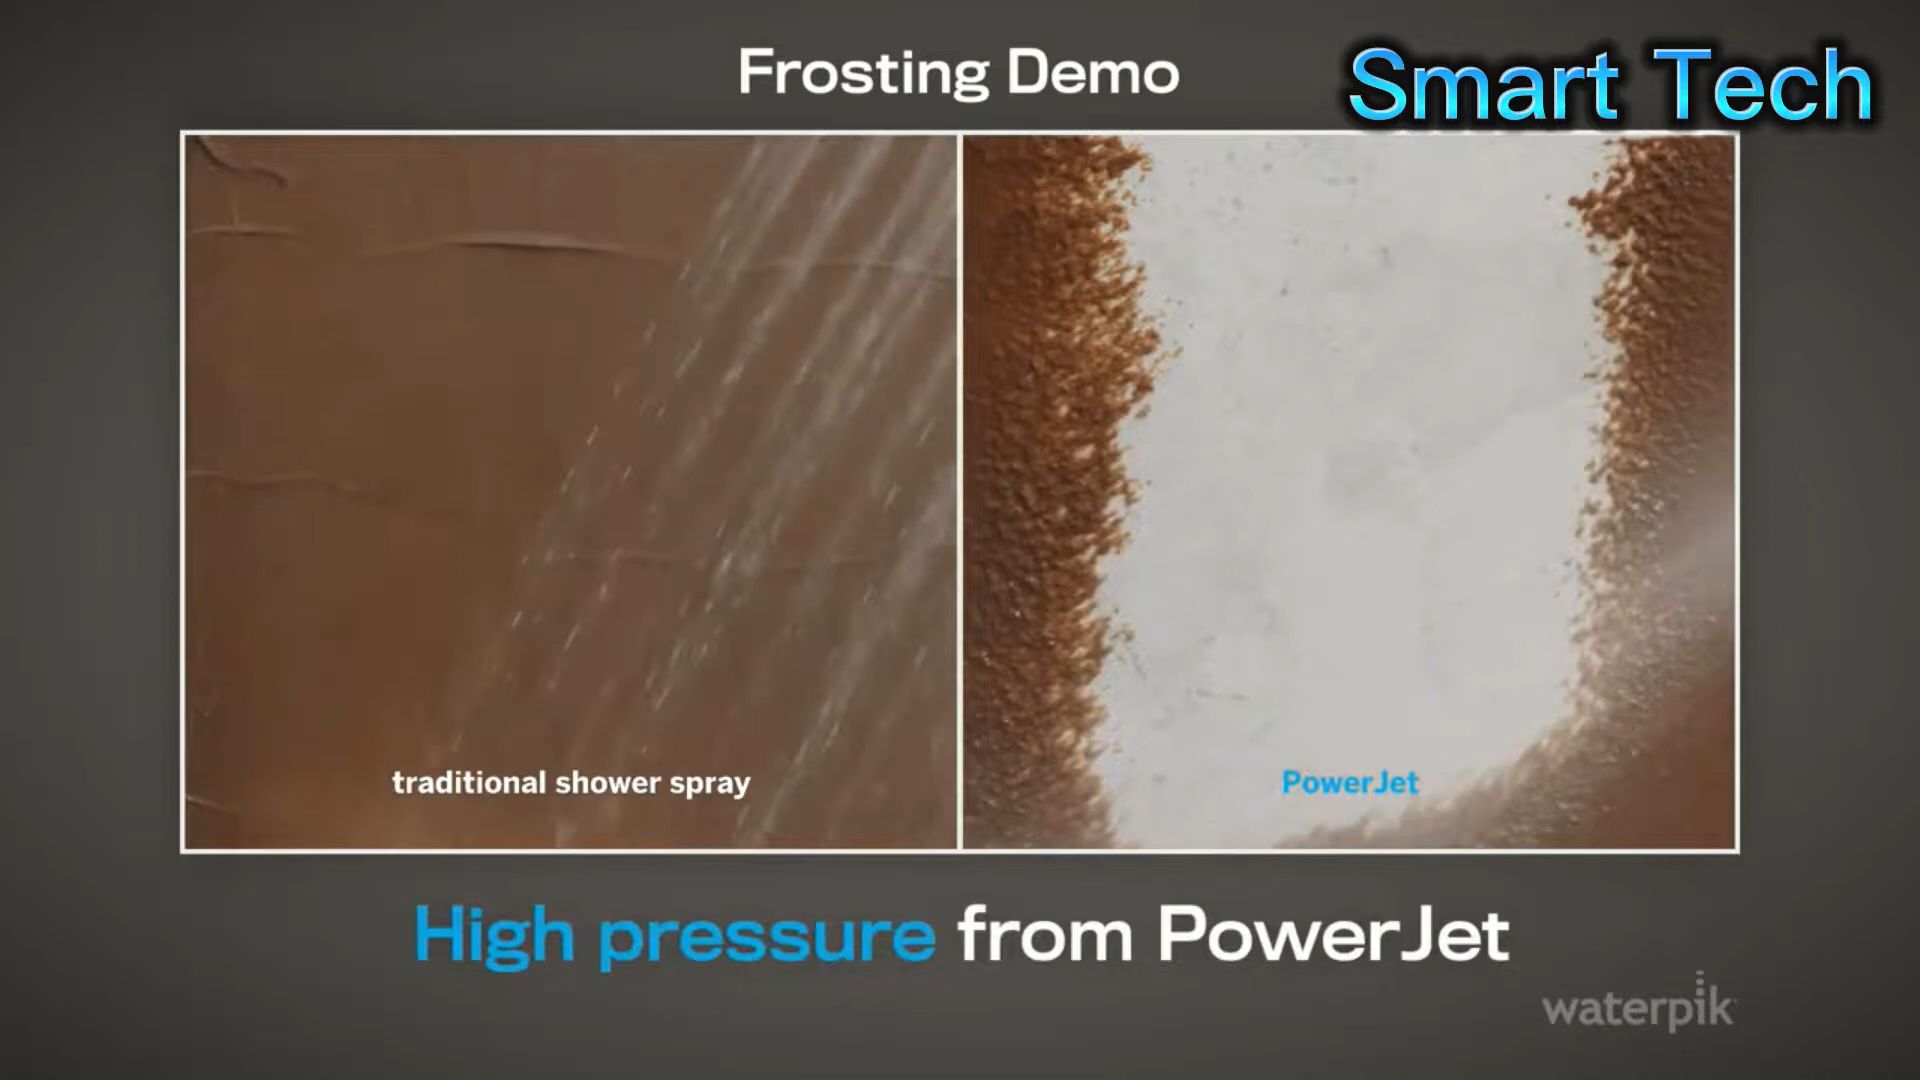 Frosting Demo
Smart Tech
traditional shower spray
PowerJet
High pressure from PowerJet
waterpik